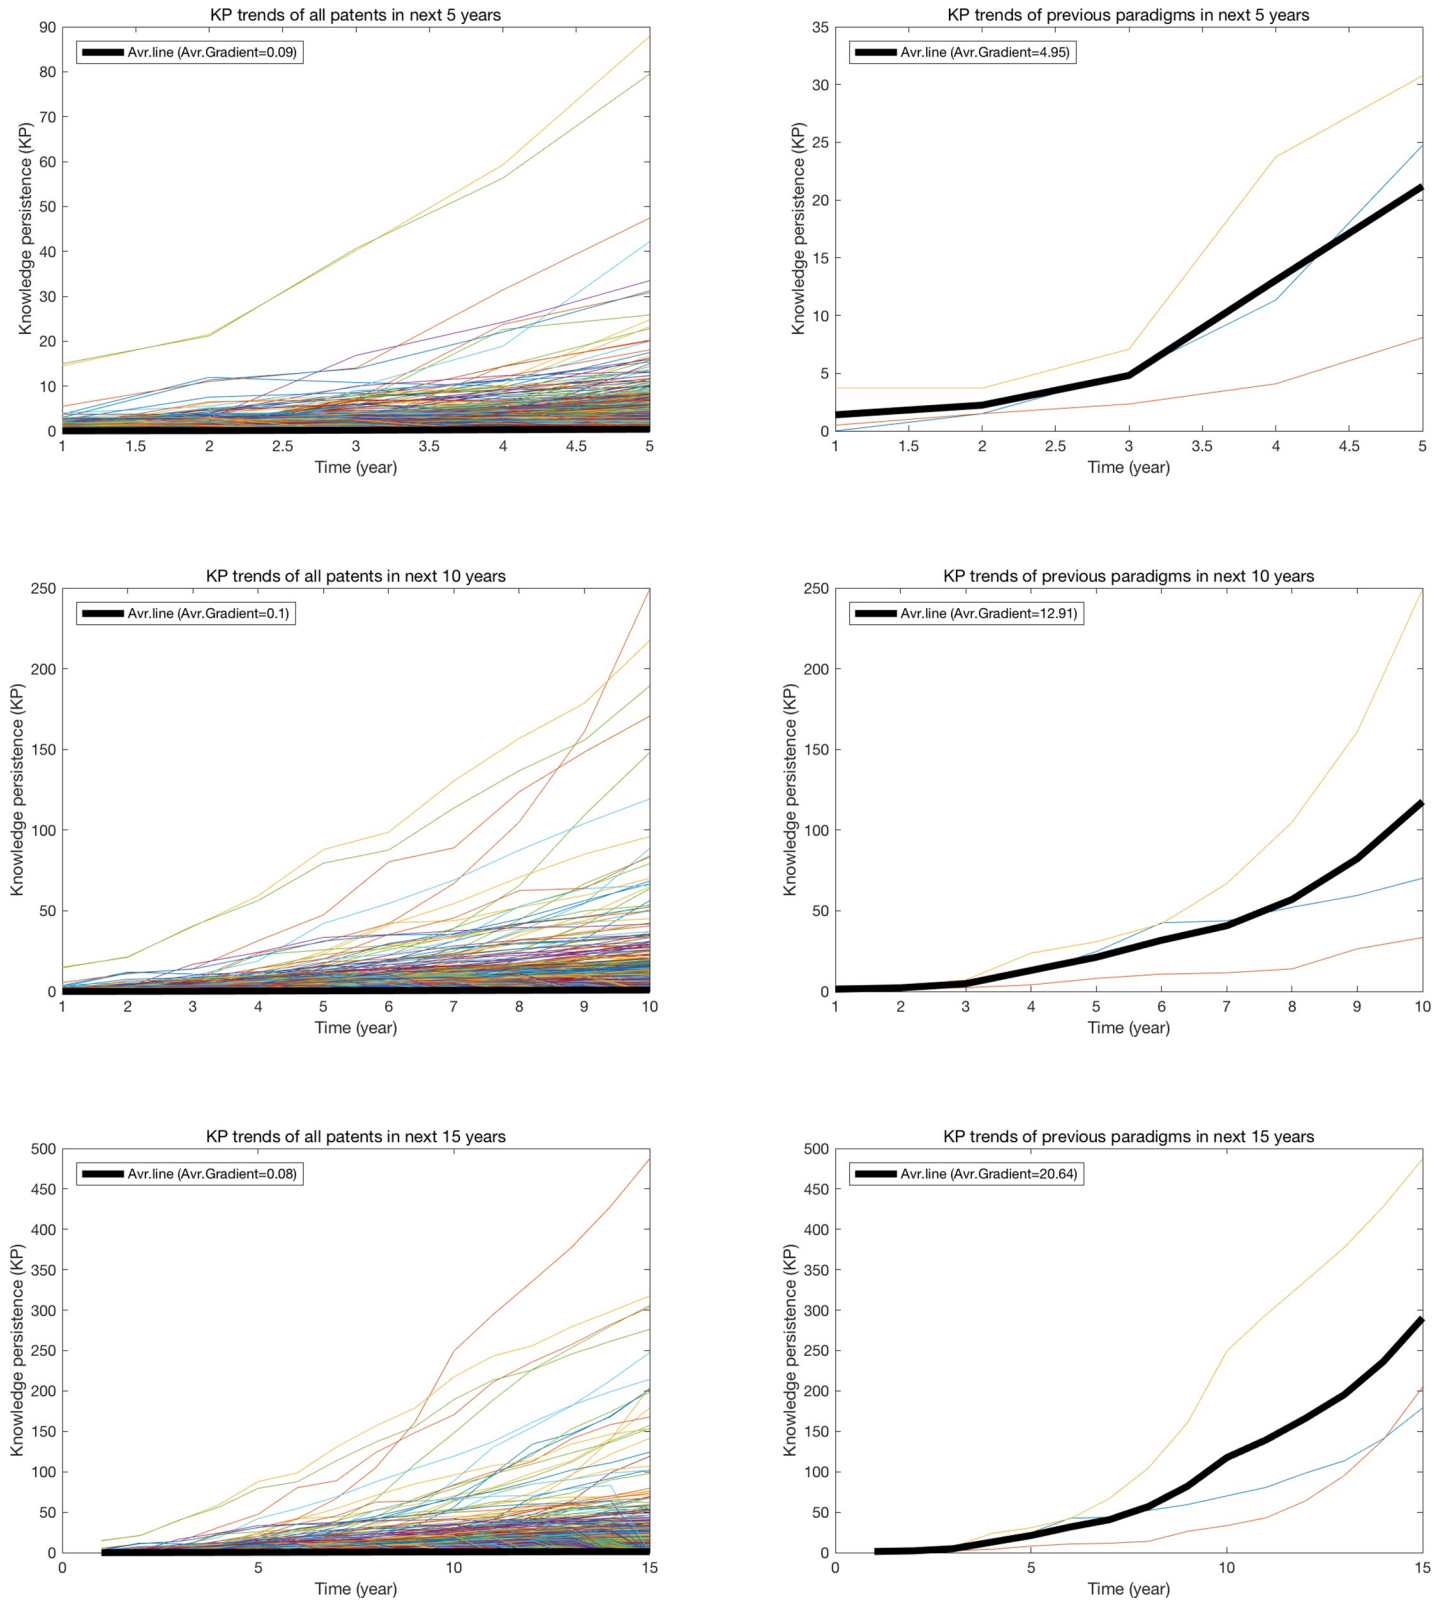 KP trends of all patents in next 5 years
Avr.line (Avr.Gradient=0.09)
Knowledge persistence (KP)
90
80
70
60
50
40
30
20
10
0
1 1.5 2 2.5 3 3.5 4 4.5 5
Time (year)
KP trends of previous paradigms in next 5 years
Avr.line (Avr.Gradient=4.95)
Knowledge persistence (KP)
35
30
25
20
15
10
5
0
1 1.5 2 2.5 3 3.5 4 4.5 5
Time (year)
KP trends of all patents in next 10 years
Avr.line (Avr.Gradient=0.1)
Knowledge persistence (KP)
250
200
150
100
50
0
1 2 3 4 5 6 7 8 9 10
Time (year)
KP trends of previous paradigms in next 10 years
Avr.line (Avr.Gradient=12.91)
Knowledge persistence (KP)
250
200
150
100
50
0
1 2 3 4 5 6 7 8 9 10
Time (year)
KP trends of all patents in next 15 years
Avr.line (Avr.Gradient=0.08)
Knowledge persistence (KP)
500
450
400
350
300
250
200
150
100
50
0
0 5 10 15
Time (year)
KP trends of previous paradigms in next 15 years
Avr.line (Avr.Gradient=20.64)
Knowledge persistence (KP)
500
450
400
350
300
250
200
150
100
50
0
0 5 10 15
Time (year)